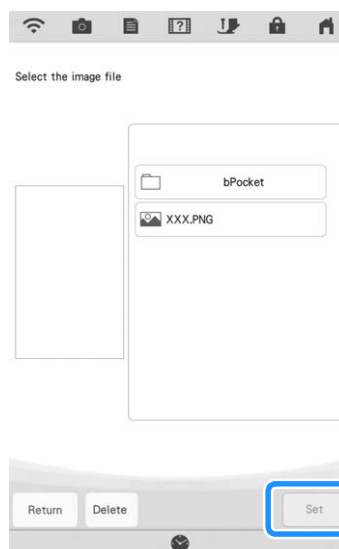 Select the image file
bPocket
XXX.PNG
Return
Delete
Set